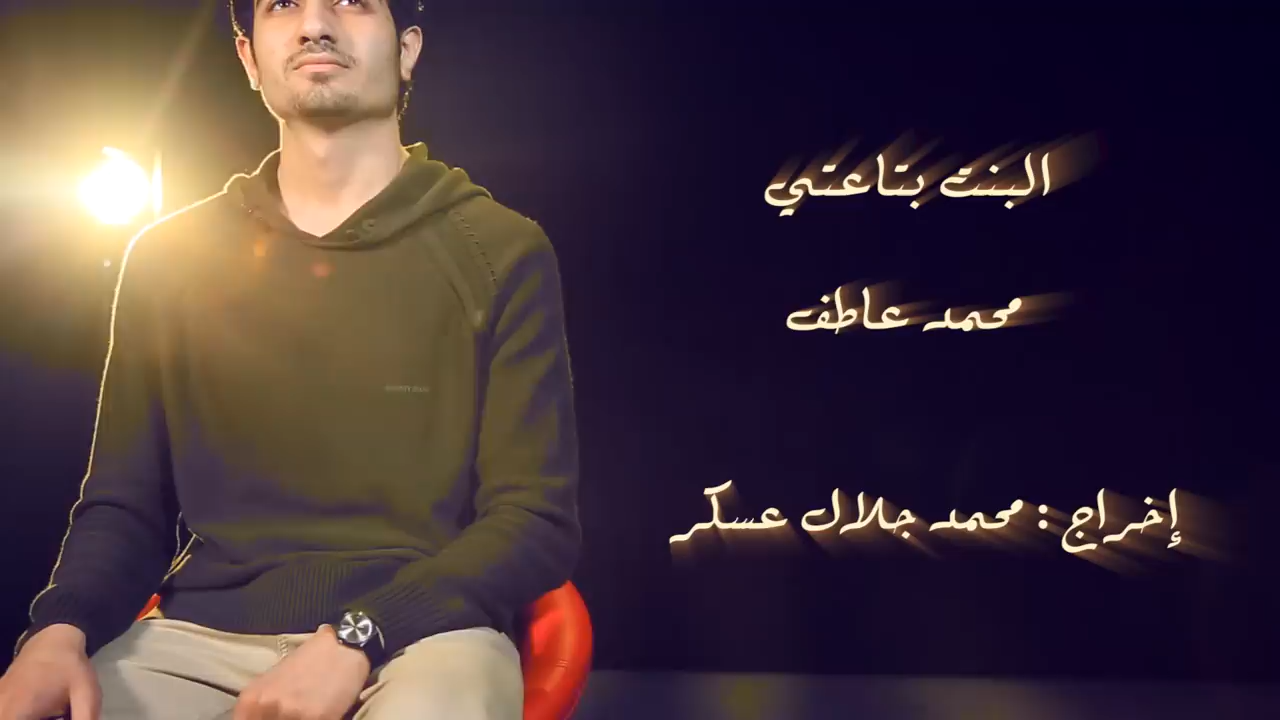 البنت بتاعتي
محمد عاطف
إخراج : محمد جلال عسكر